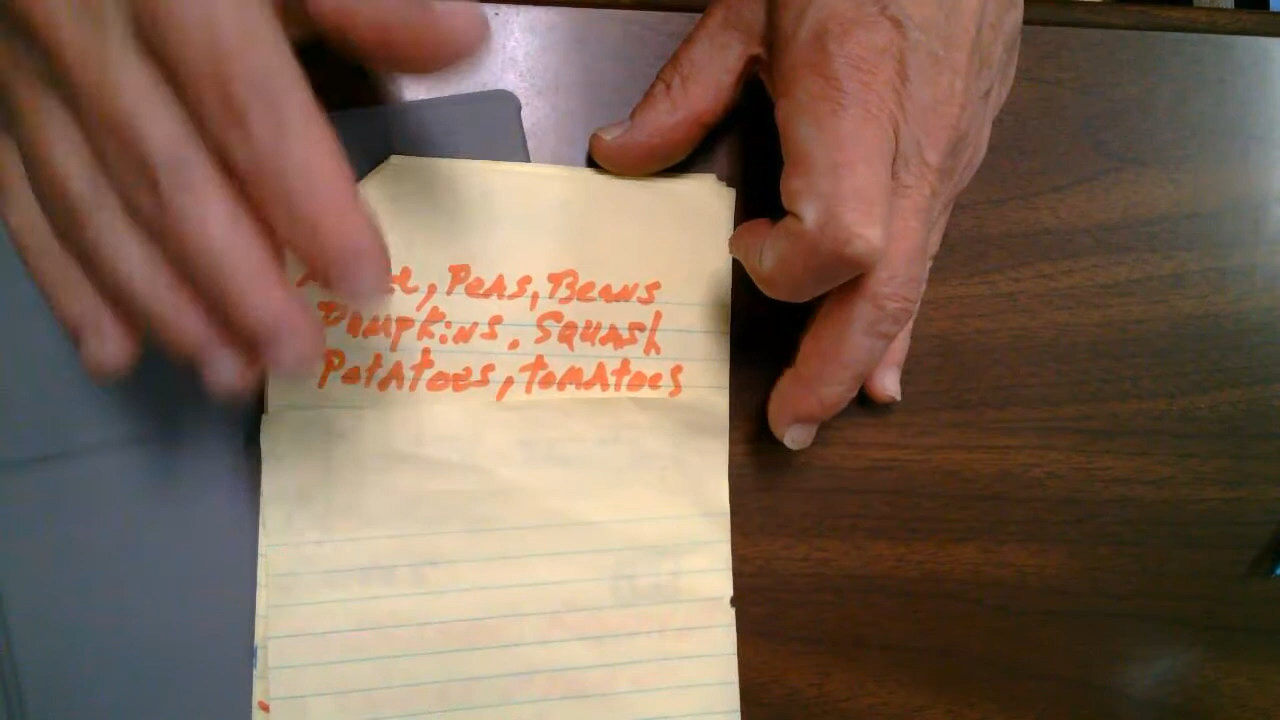 , Peas, Beans
Pumpkins, Squash
Potatoes, tomatoes